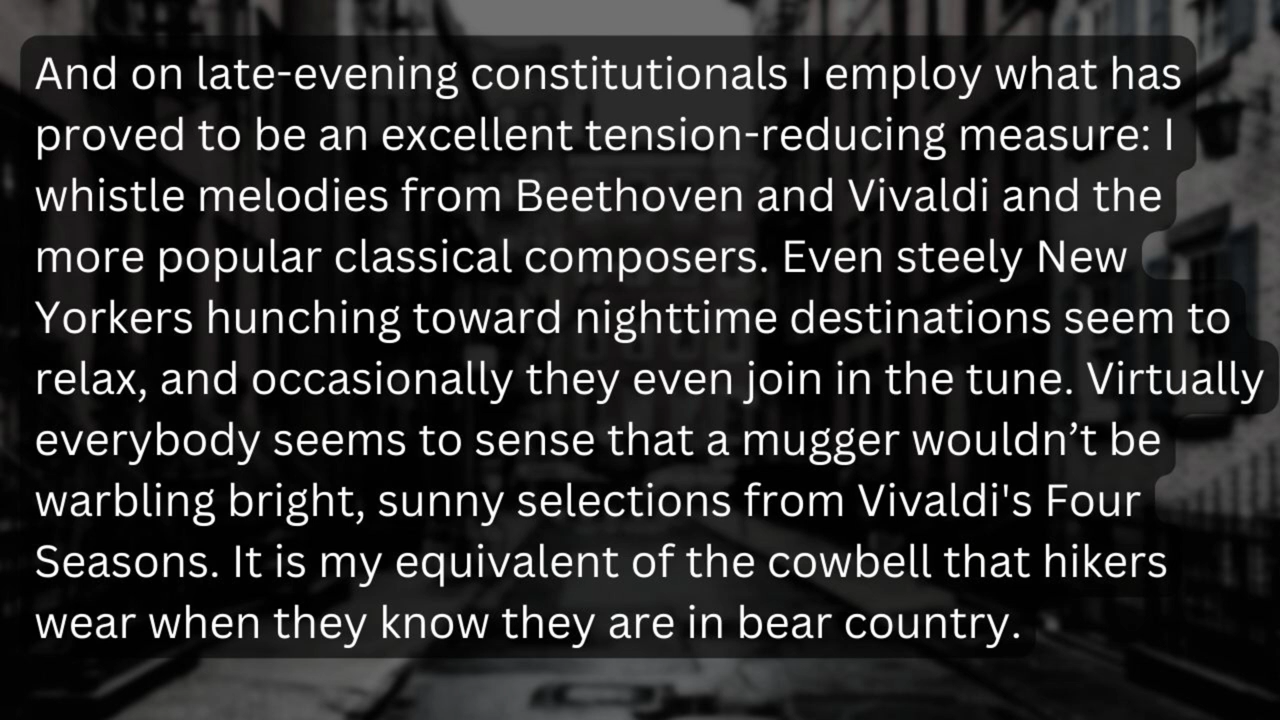 And on late-evening constitutionals I employ what has
proved to be an excellent tension-reducing measure: I
whistle melodies from Beethoven and Vivaldi and the
more popular classical composers. Even steely New
Yorkers hunching toward nighttime destinations seem to
relax, and occasionally they even join in the tune. Virtually
everybody seems to sense that a mugger wouldn’t be
warbling bright, sunny selections from Vivaldi's Four
Seasons. It is my equivalent of the cowbell that hikers
wear when they know they are in bear country.